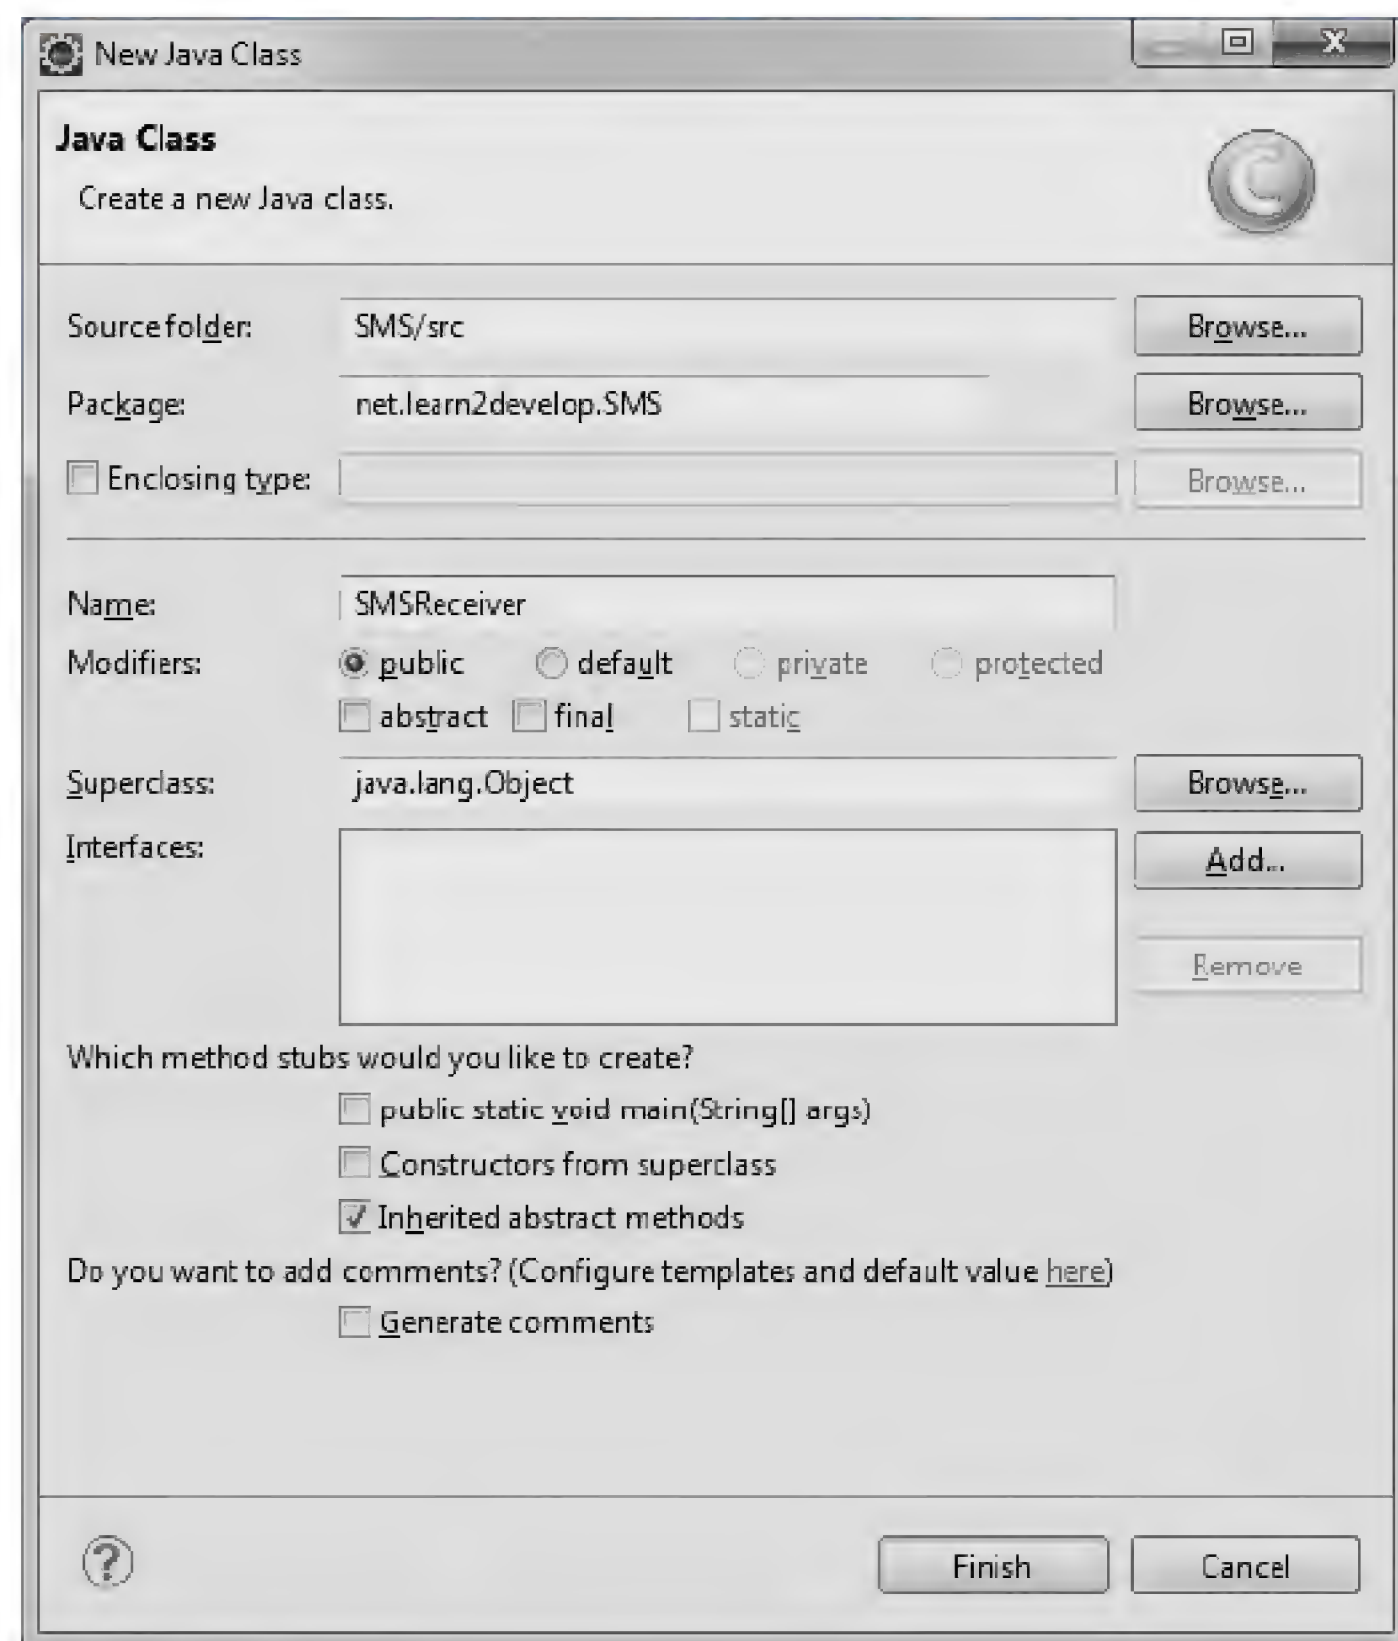 New Java Class
Java Class
Create a new Java class.
Source folder: SMS/src Browse...
Package: net.learn2develop.SMS Browse...
Enclosing type: Browse...
Name: SMSReceiver
Modifiers: public default private protected
abstract final static
Superclass: java.lang.Object Browse...
Interfaces: Add...
Remove
Which method stubs would you like to create?
public static void main(String[] args)
Constructors from superclass
Inherited abstract methods
Do you want to add comments? (Configure templates and default value here)
Generate comments
Finish Cancel